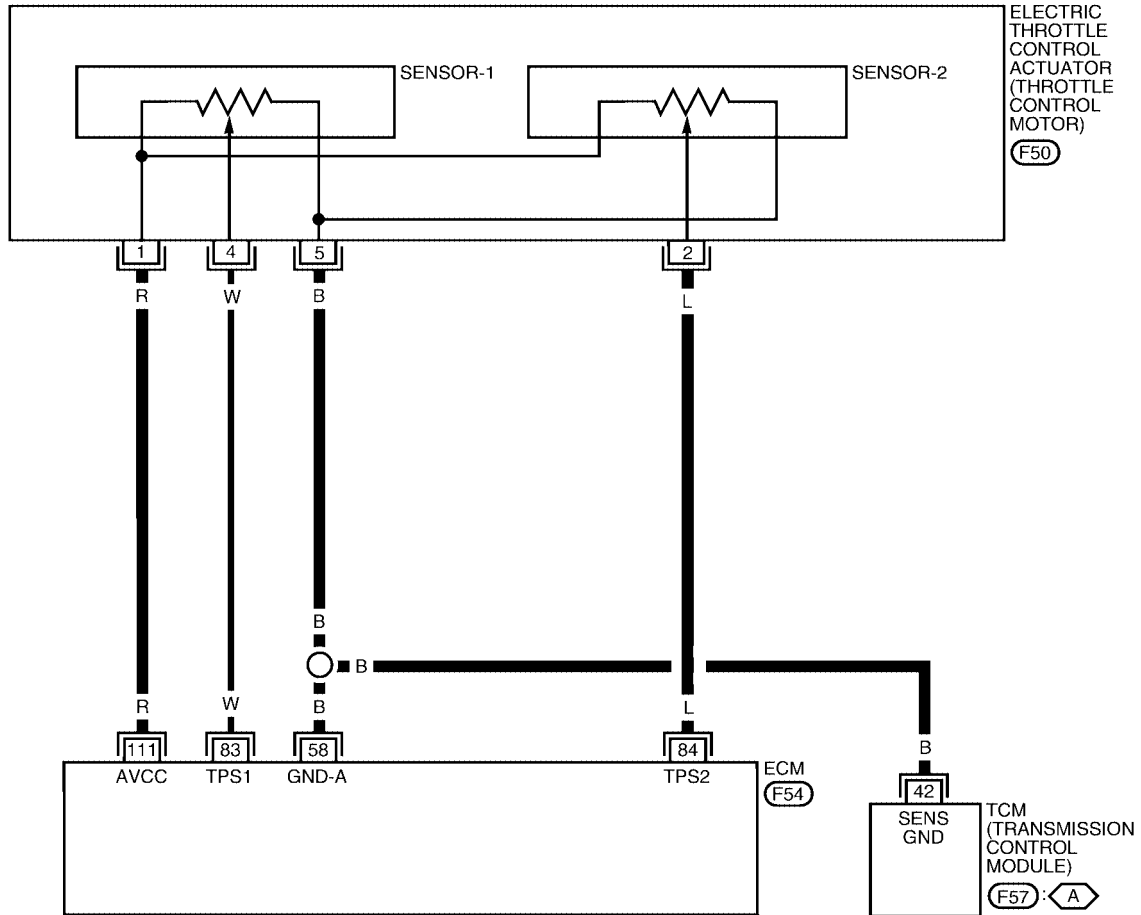 ELECTRIC
THROTTLE
CONTROL
ACTUATOR
(THROTTLE
CONTROL
MOTOR)
F50
SENSOR-1
SENSOR-2
1
4
5
2
R
W
B
L
B
B
R
W
B
L
B
111
83
58
84
AVCC
TPS1
GND-A
TPS2
ECM
F54
42
SENS
GND
TCM
(TRANSMISSION
CONTROL
MODULE)
F57 : A